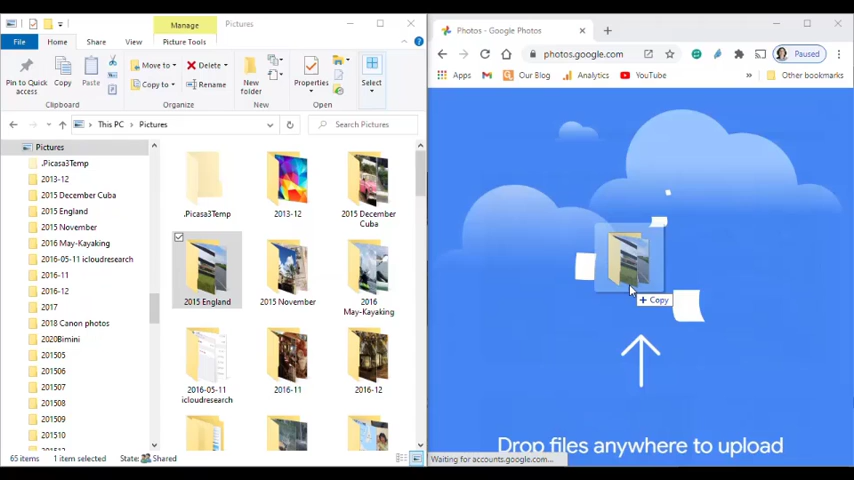 Manage
Pictures
File
Home
Share
View
Picture Tools
Pin to Quick access
Copy
Paste
Move to
Copy to
Delete
Rename
New folder
Properties
Select
Clipboard
Organize
New
Open
This PC
Pictures
Search Pictures
Pictures
.Picasa3Temp
2013-12
2015 December Cuba
2015 England
2015 November
2016 May-Kayaking
2016-05-11 icloudresearch
2016-11
2016-12
2017
2018 Canon photos
2020Bimini
201505
201506
201507
201508
201509
201510
.Picasa3Temp
2013-12
2015 December Cuba
2015 England
2015 November
2016 May-Kayaking
2016-05-11 icloudresearch
2016-11
2016-12
65 items
1 item selected
State:
Shared
Photos - Google Photos
photos.google.com
Paused
Apps
Our Blog
Analytics
YouTube
»
Other bookmarks
+ Copy
Drop files anywhere to upload
Waiting for accounts.google.com...